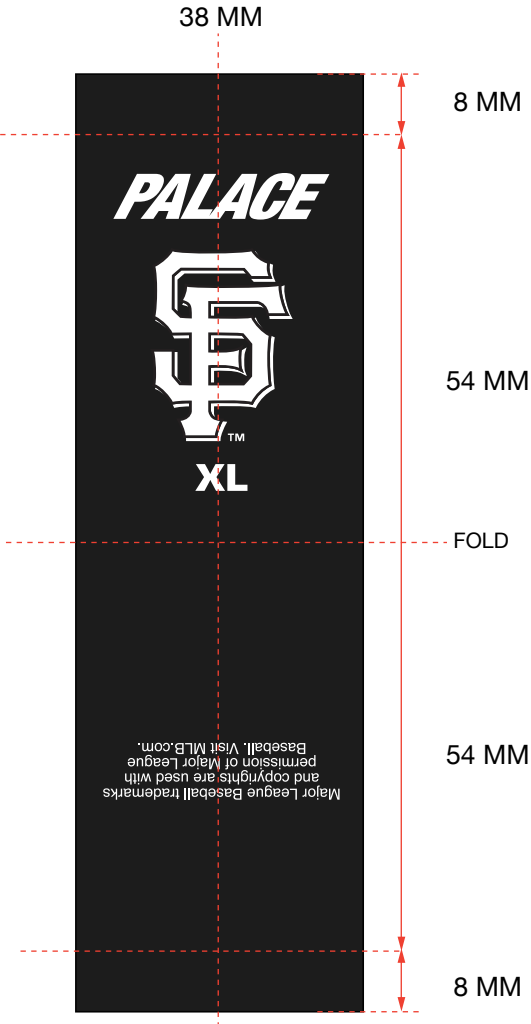 38 MM
8 MM
PALACE
SF
TM
54 MM
XL
FOLD
Major League Baseball trademarks
and copyrights are used with
permission of Major League
Baseball. Visit MLB.com.
54 MM
8 MM